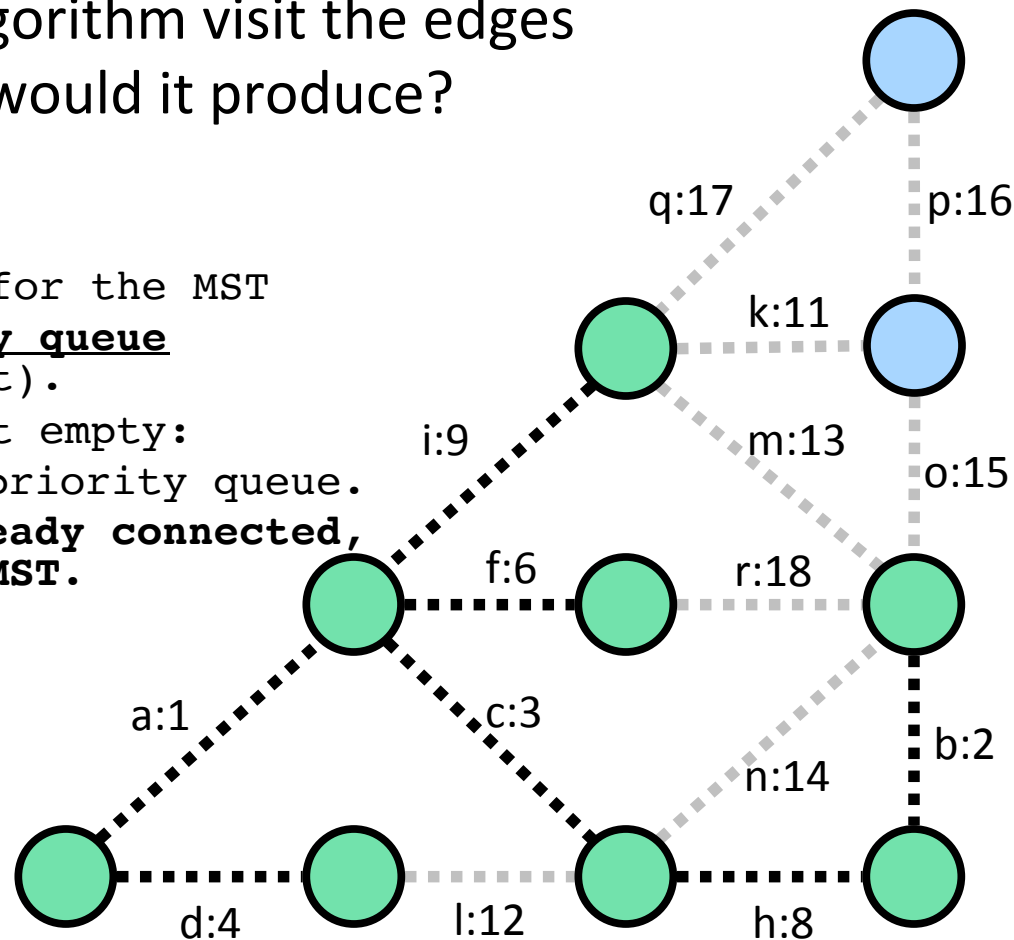 gorithm visit the edges
would it produce?
q:17
p:16
for the MST
y queue
k:11
t).
t empty:
i:9
m:13
priority queue.
o:15
eady connected,
MST.
f:6
r:18
a:1
c:3
b:2
n:14
d:4
l:12
h:8